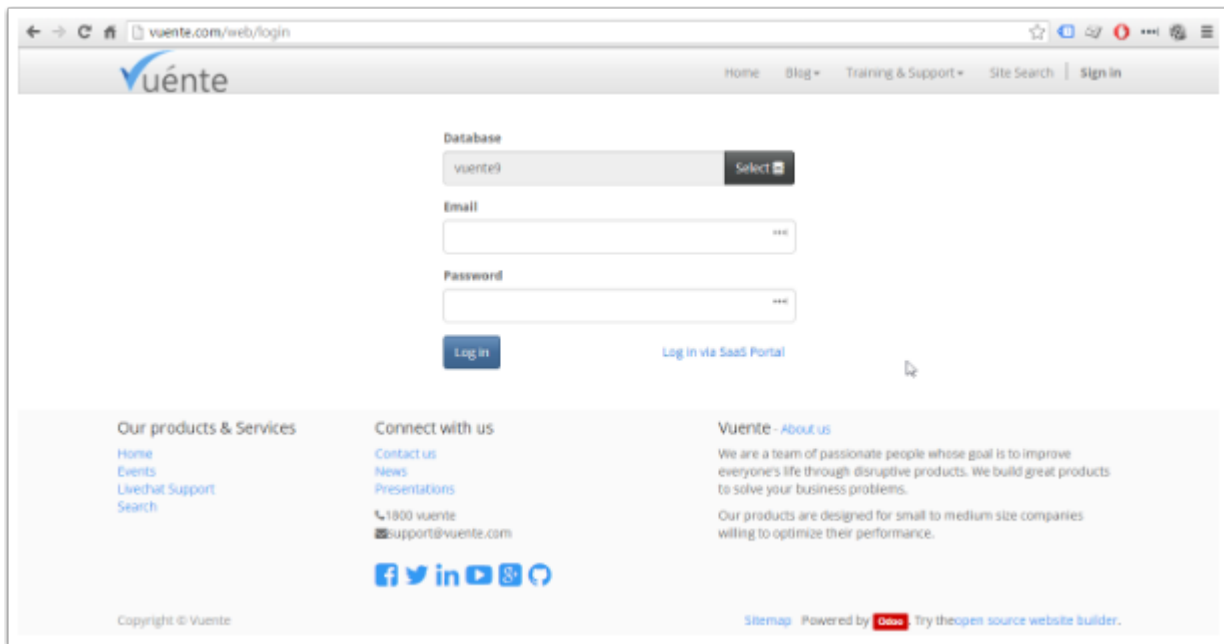 vuente.com/web/login
Vuénte
Home Blog Training & Support Site Search Sign in
Database
vuente9
Select
Email
Password
Log in
Log in via SaaS Portal
Our products & Services
Home
Events
Livechat Support
Search
Connect with us
Contact us
News
Presentations
1800 vuente
support@vuente.com
Vuente - About us
We are a team of passionate people whose goal is to improve
everyone's life through disruptive products. We build great products
to solve your business problems.
Our products are designed for small to medium size companies
willing to optimize their performance.
Copyright © Vuente
Sitemap Powered by Odoo. Try theopen source website builder.